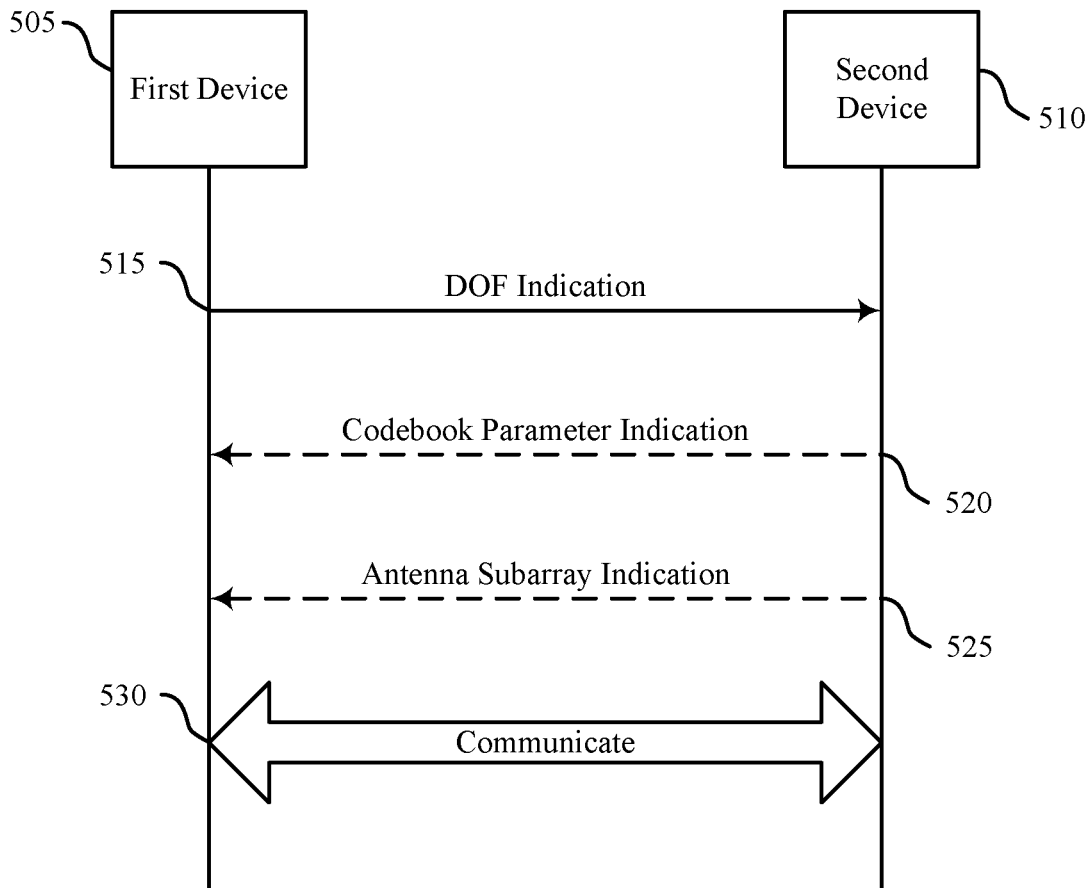 505
First Device
Second
Device
510
515
DOF Indication
Codebook Parameter Indication
520
Antenna Subarray Indication
525
530
Communicate